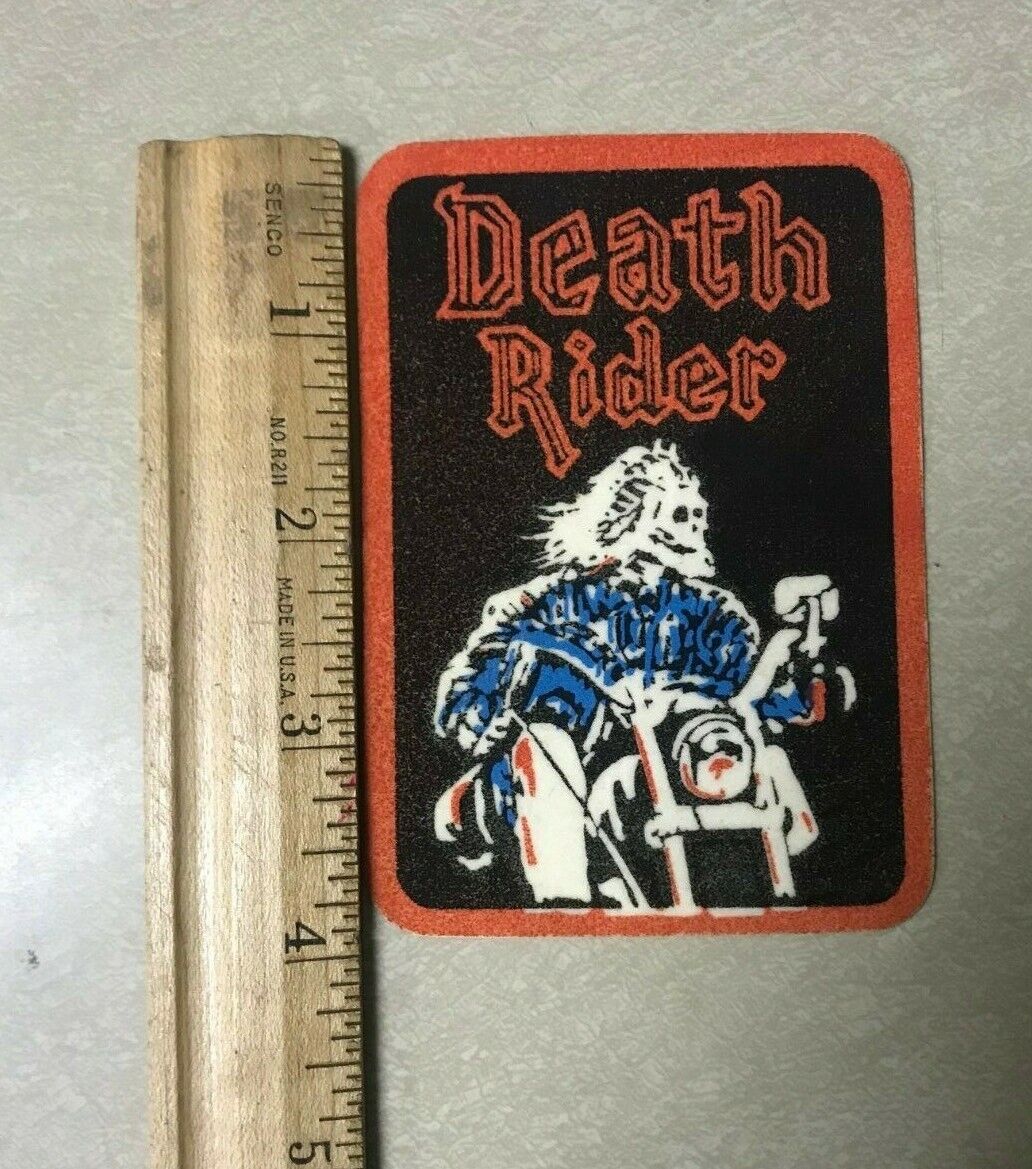 Death
Rider
SENCO
1
NO.R211
2
MADE IN U.S.A.
3
4
5